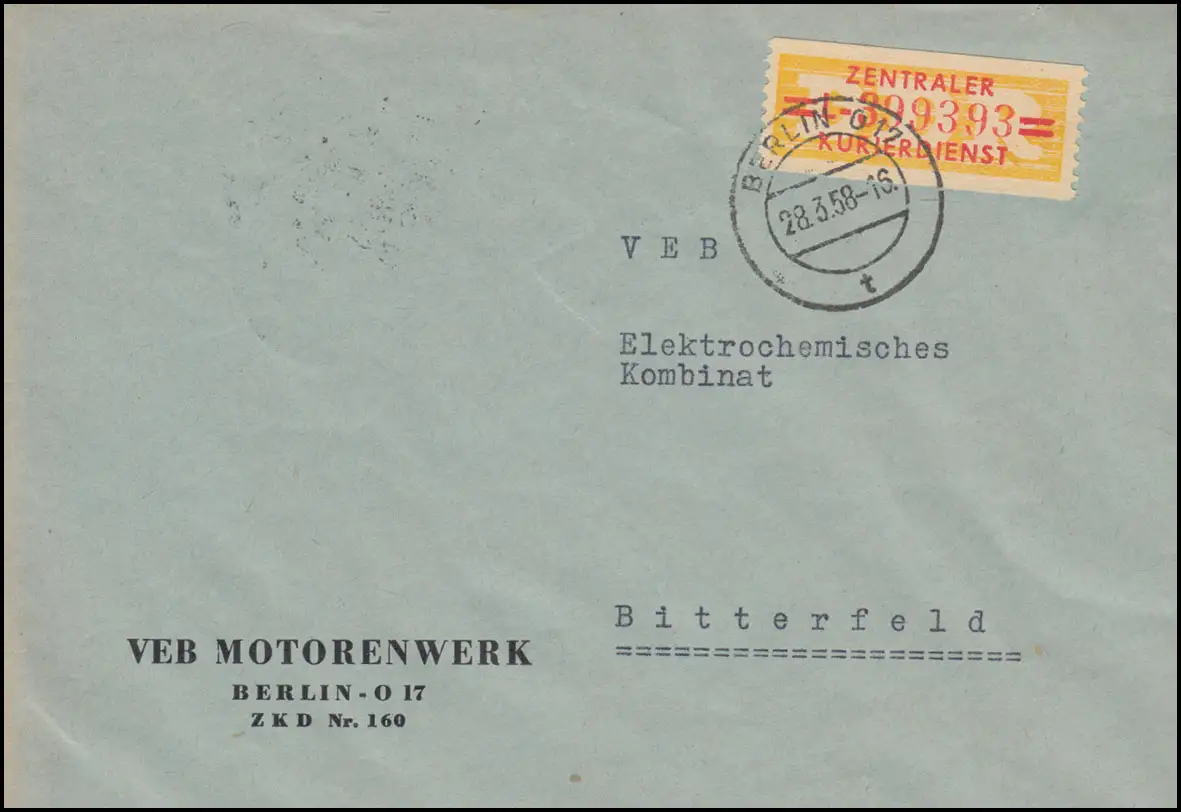 ZENTRALER
=L-399393=
KURIERDIENST
BERLIN O 17
28.3.58-16.
t
V E B
Elektrochemisches
Kombinat
B i t t e r f e l d
=====================
VEB MOTORENWERK
BERLIN-O 17
ZKD Nr. 160